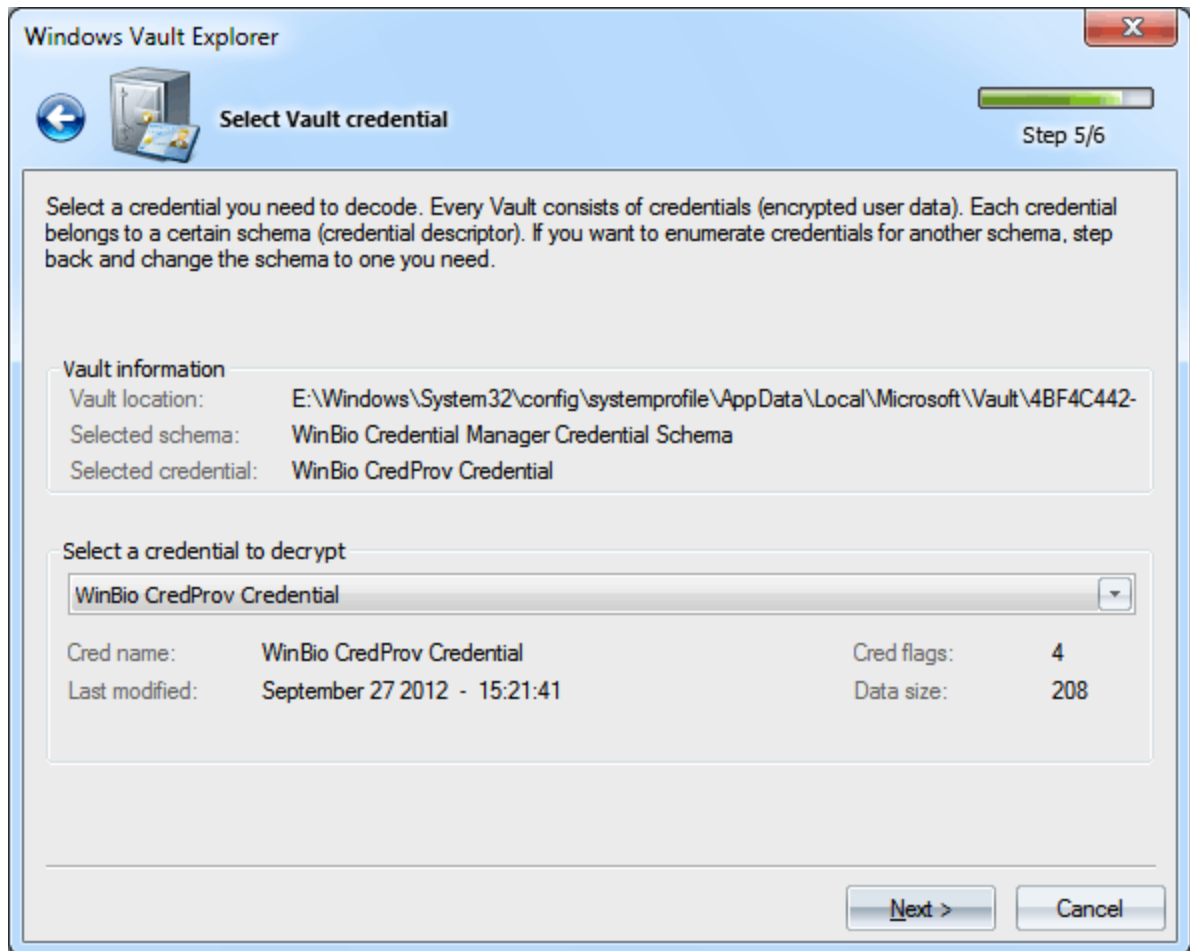 Windows Vault Explorer
X
Select Vault credential
Step 5/6
Select a credential you need to decode. Every Vault consists of credentials (encrypted user data). Each credential
belongs to a certain schema (credential descriptor). If you want to enumerate credentials for another schema, step
back and change the schema to one you need.
Vault information
Vault location: E:\Windows\System32\config\systemprofile\AppData\Local\Microsoft\Vault\4BF4C442-
Selected schema: WinBio Credential Manager Credential Schema
Selected credential: WinBio CredProv Credential
Select a credential to decrypt
WinBio CredProv Credential
Cred name: WinBio CredProv Credential Cred flags: 4
Last modified: September 27 2012 - 15:21:41 Data size: 208
Next > Cancel